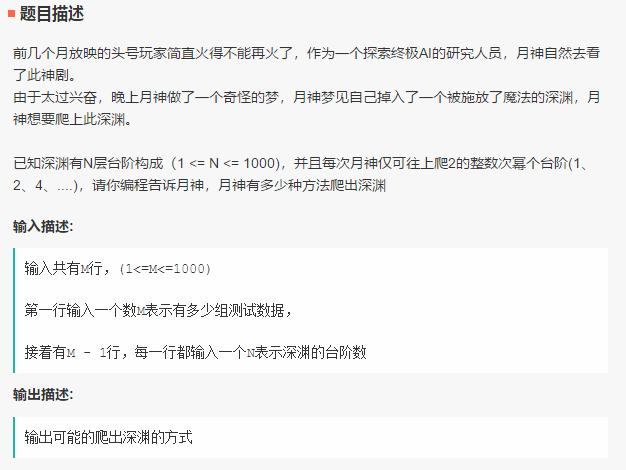 题目描述
前几个月放映的头号玩家简直火得不能再火了，作为一个探索终极AI的研究人员，月神自然去看
了此神剧。
由于太过兴奋，晚上月神做了一个奇怪的梦，月神梦见自己掉入了一个被施放了魔法的深渊，月
神想要爬上此深渊。
已知深渊有N层台阶构成（1 <= N <= 1000)，并且每次月神仅可往上爬2的整数次幂个台阶(1、
2、4、....)，请你编程告诉月神，月神有多少种方法爬出深渊
输入描述:
输入共有M行，(1<=M<=1000)
第一行输入一个数M表示有多少组测试数据，
接着有M - 1行，每一行都输入一个N表示深渊的台阶数
输出描述:
输出可能的爬出深渊的方式